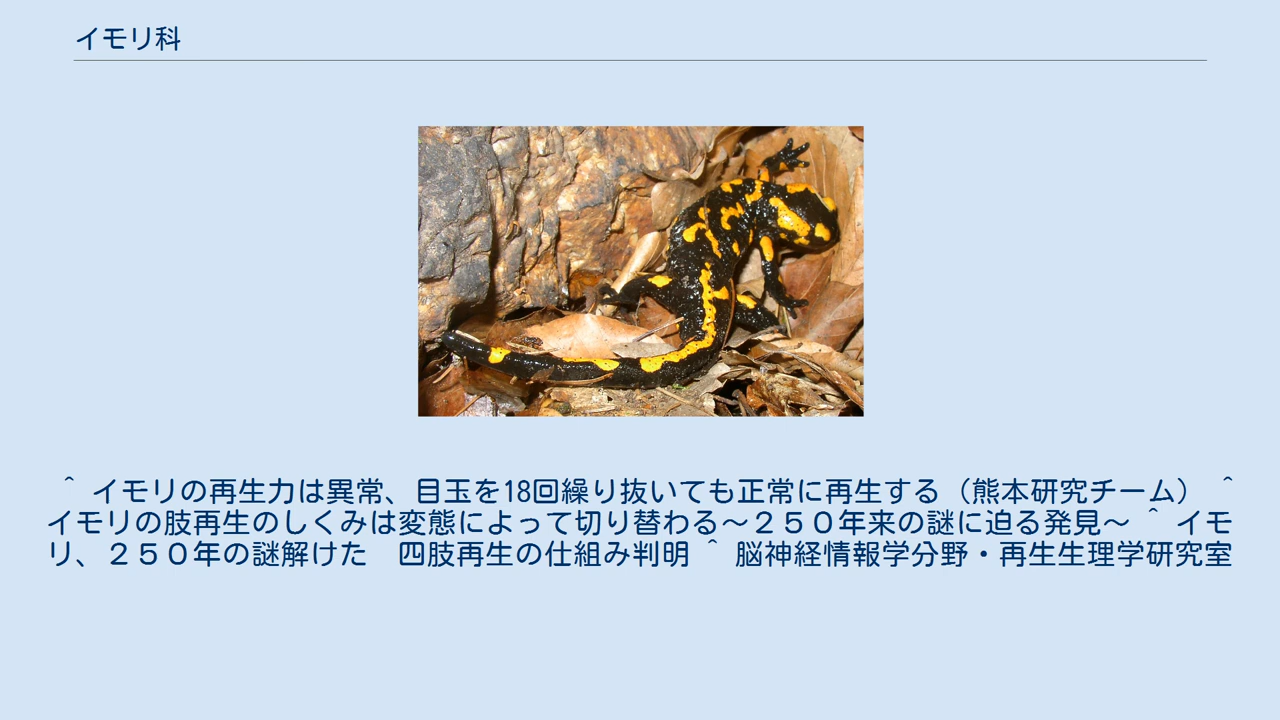 イモリ科
^ イモリの再生力は異常、目玉を18回繰り抜いても正常に再生する（熊本研究チーム） ^
イモリの肢再生のしくみは変態によって切り替わる～２５０年来の謎に迫る発見～ ^ イモ
リ、２５０年の謎解けた　四肢再生の仕組み判明 ^ 脳神経情報学分野・再生生理学研究室